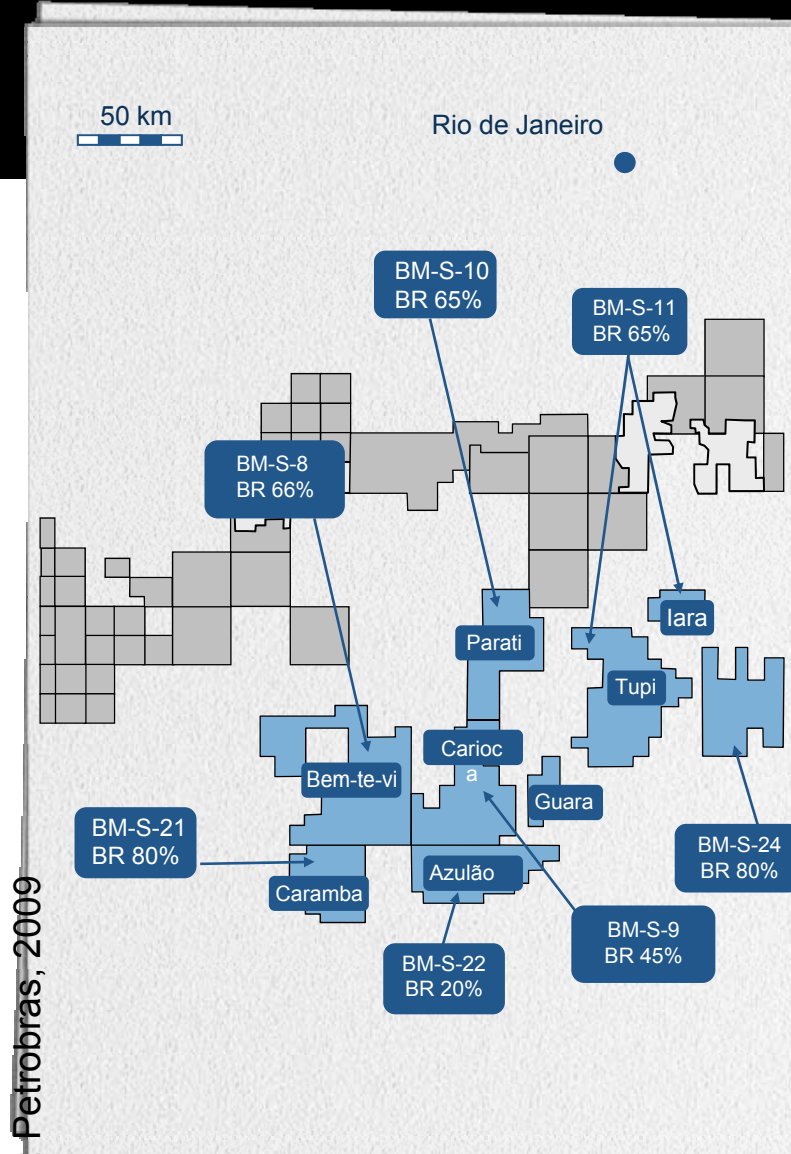 50 km
Rio de Janeiro
BM-S-10
BR 65%
BM-S-11
BR 65%
BM-S-8
BR 66%
Iara
Parati
Tupi
Carioc
a
Bem-te-vi
Guara
BM-S-21
BR 80%
BM-S-24
BR 80%
Azulão
Caramba
BM-S-9
BR 45%
BM-S-22
BR 20%
Petrobras, 2009